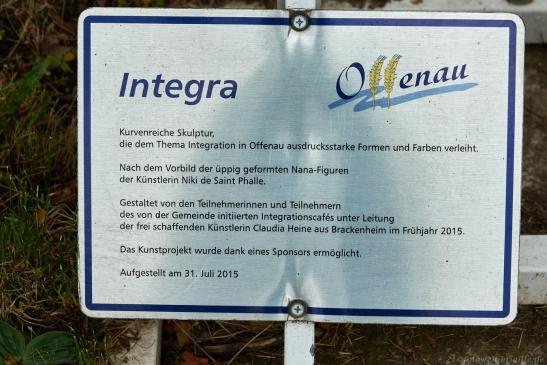 Integra
Offenau
Kurvenreiche Skulptur,
die dem Thema Integration in Offenau ausdrucksstarke Formen und Farben verleiht.
Nach dem Vorbild der üppig geformten Nana-Figuren
der Künstlerin Niki de Saint Phalle.
Gestaltet von den Teilnehmerinnen und Teilnehmern
des von der Gemeinde initiierten Integrationscafés unter Leitung
der frei schaffenden Künstlerin Claudia Heine aus Brackenheim im Frühjahr 2015.
Das Kunstprojekt wurde dank eines Sponsors ermöglicht.
Aufgestellt am 31. Juli 2015